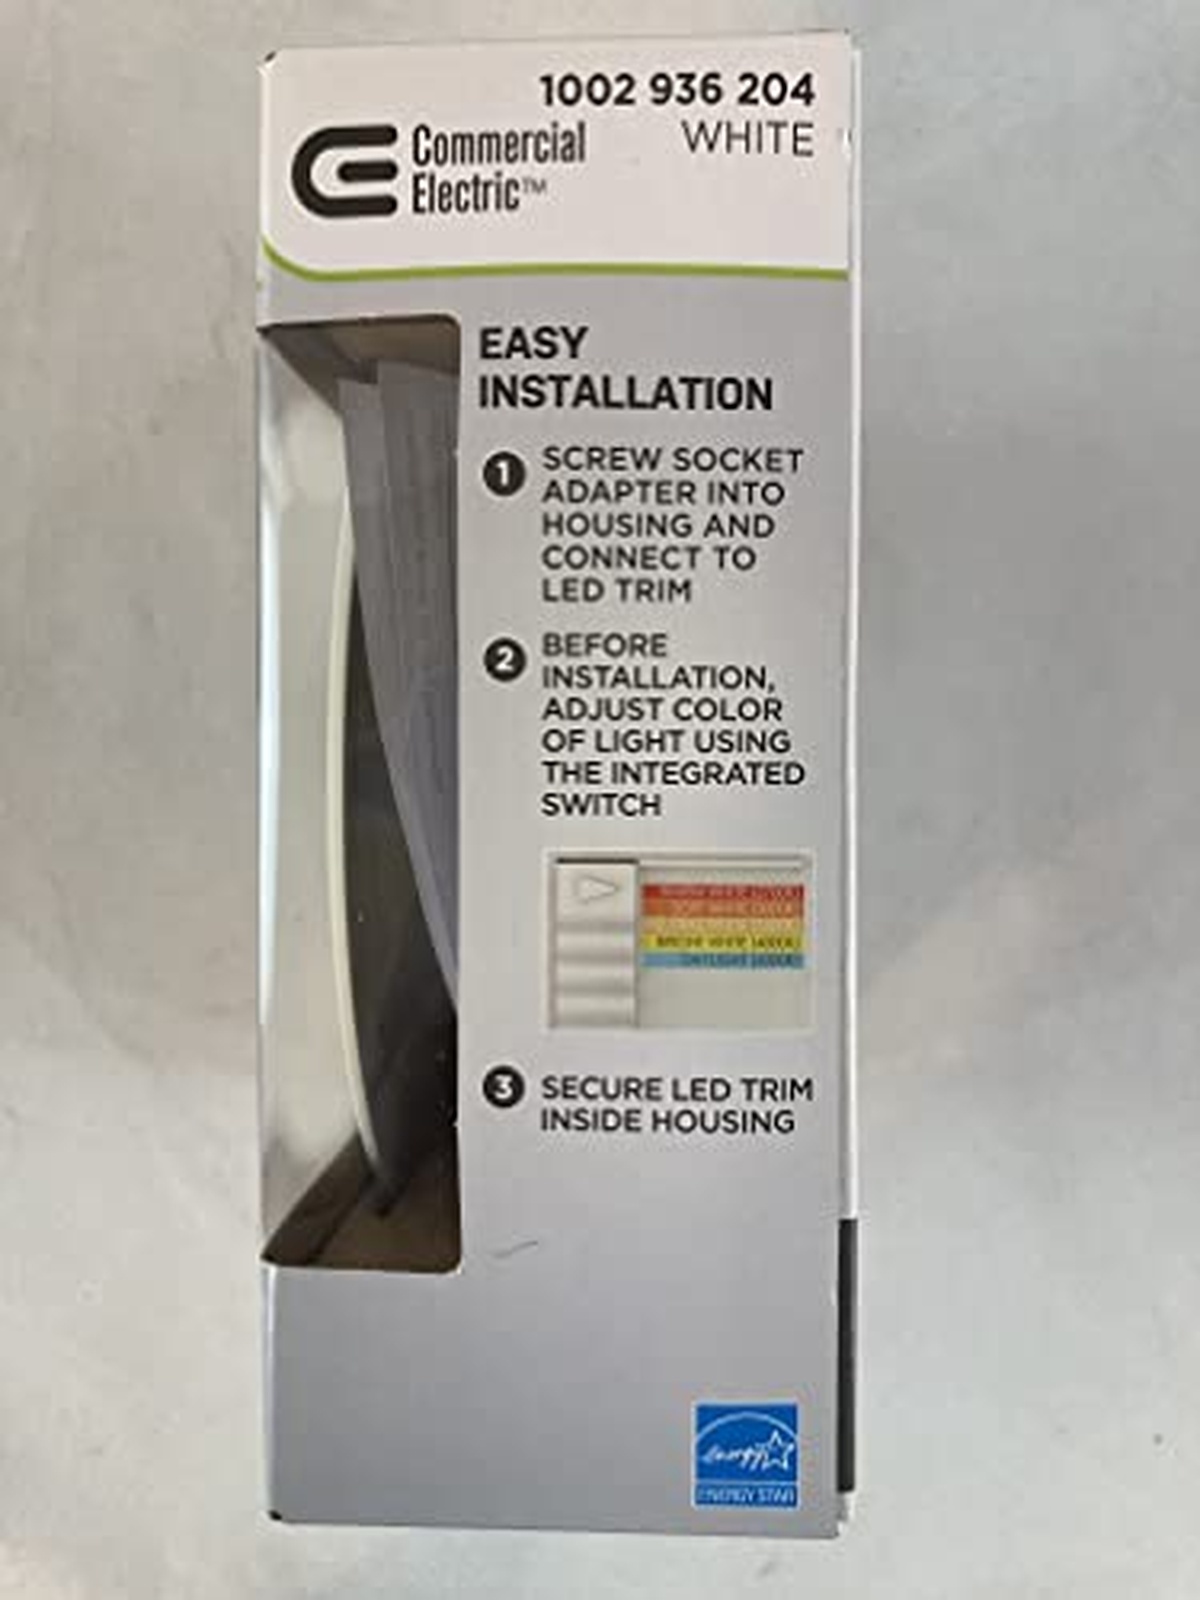 1002 936 204
WHITE
Commercial
Electric™
EASY
INSTALLATION
1 SCREW SOCKET
ADAPTER INTO
HOUSING AND
CONNECT TO
LED TRIM
2 BEFORE
INSTALLATION,
ADJUST COLOR
OF LIGHT USING
THE INTEGRATED
SWITCH
3 SECURE LED TRIM
INSIDE HOUSING
energy
ENERGY STAR